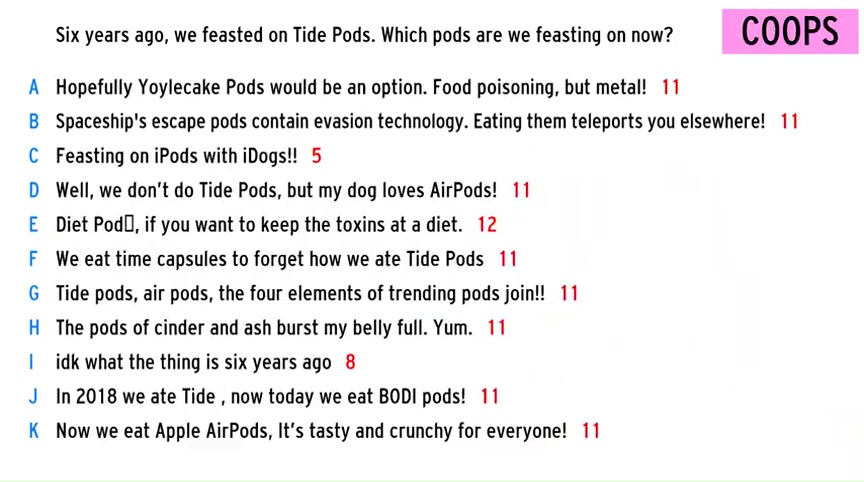 Six years ago, we feasted on Tide Pods. Which pods are we feasting on now?
COOPS
A Hopefully Yoylecake Pods would be an option. Food poisoning, but metal! 11
B Spaceship's escape pods contain evasion technology. Eating them teleports you elsewhere! 11
C Feasting on iPods with iDogs!! 5
D Well, we don’t do Tide Pods, but my dog loves AirPods! 11
E Diet Pod▯, if you want to keep the toxins at a diet. 12
F We eat time capsules to forget how we ate Tide Pods 11
G Tide pods, air pods, the four elements of trending pods join!! 11
H The pods of cinder and ash burst my belly full. Yum. 11
I idk what the thing is six years ago 8
J In 2018 we ate Tide , now today we eat BODI pods! 11
K Now we eat Apple AirPods, It’s tasty and crunchy for everyone! 11